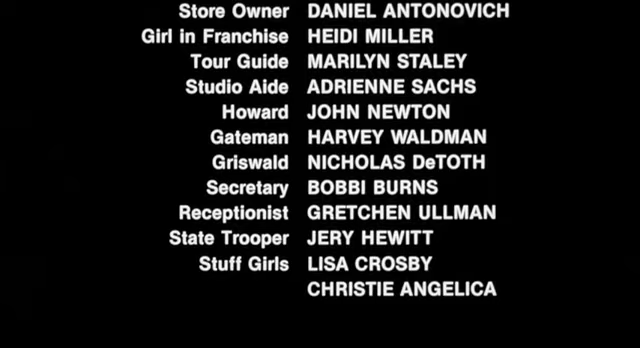 Store Owner DANIEL ANTONOVICH
Girl in Franchise HEIDI MILLER
Tour Guide MARILYN STALEY
Studio Aide ADRIENNE SACHS
Howard JOHN NEWTON
Gateman HARVEY WALDMAN
Griswald NICHOLAS DeTOTH
Secretary BOBBI BURNS
Receptionist GRETCHEN ULLMAN
State Trooper JERY HEWITT
Stuff Girls LISA CROSBY
CHRISTIE ANGELICA